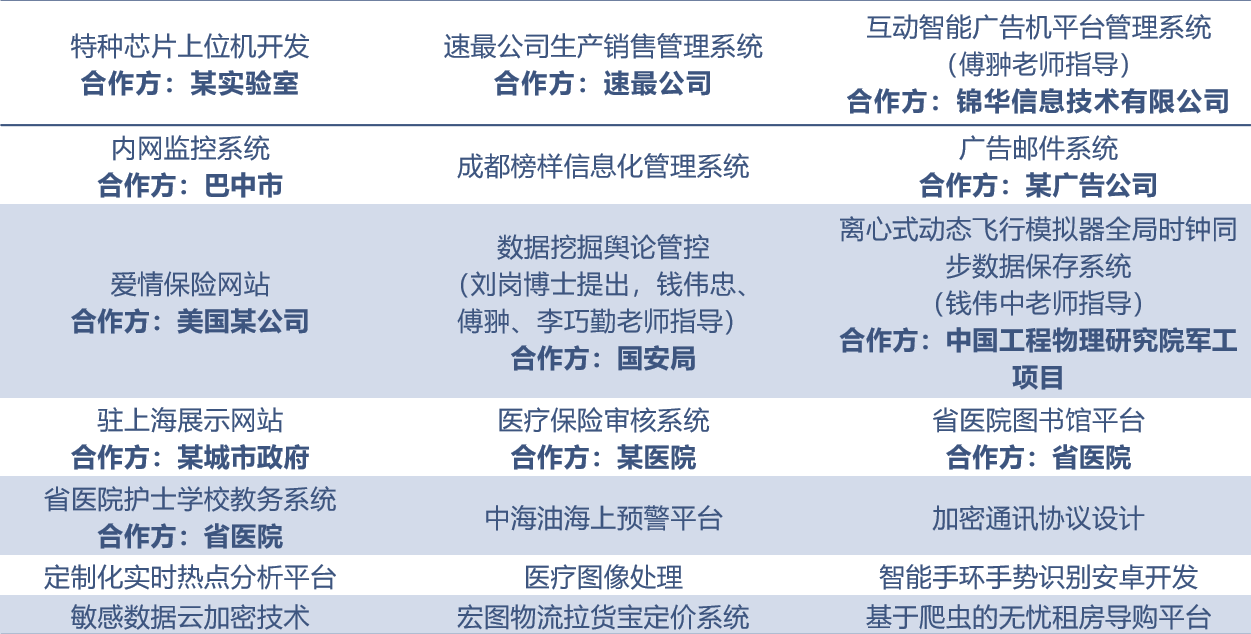 特种芯片上位机开发
合作方：某实验室
速最公司生产销售管理系统
合作方：速最公司
互动智能广告机平台管理系统
（傅翀老师指导）
合作方：锦华信息技术有限公司
内网监控系统
合作方：巴中市
成都榜样信息化管理系统
广告邮件系统
合作方：某广告公司
爱情保险网站
合作方：美国某公司
数据挖掘舆论管控
（刘岗博士提出，钱伟忠、
傅翀、李巧勤老师指导）
合作方：国安局
离心式动态飞行模拟器全局时钟同
步数据保存系统
（钱伟中老师指导）
合作方：中国工程物理研究院军工
项目
驻上海展示网站
合作方：某城市政府
医疗保险审核系统
合作方：某医院
省医院图书馆平台
合作方：省医院
省医院护士学校教务系统
合作方：省医院
中海油海上预警平台
加密通讯协议设计
定制化实时热点分析平台
医疗图像处理
智能手环手势识别安卓开发
敏感数据云加密技术
宏图物流拉货宝定价系统
基于爬虫的无忧租房导购平台